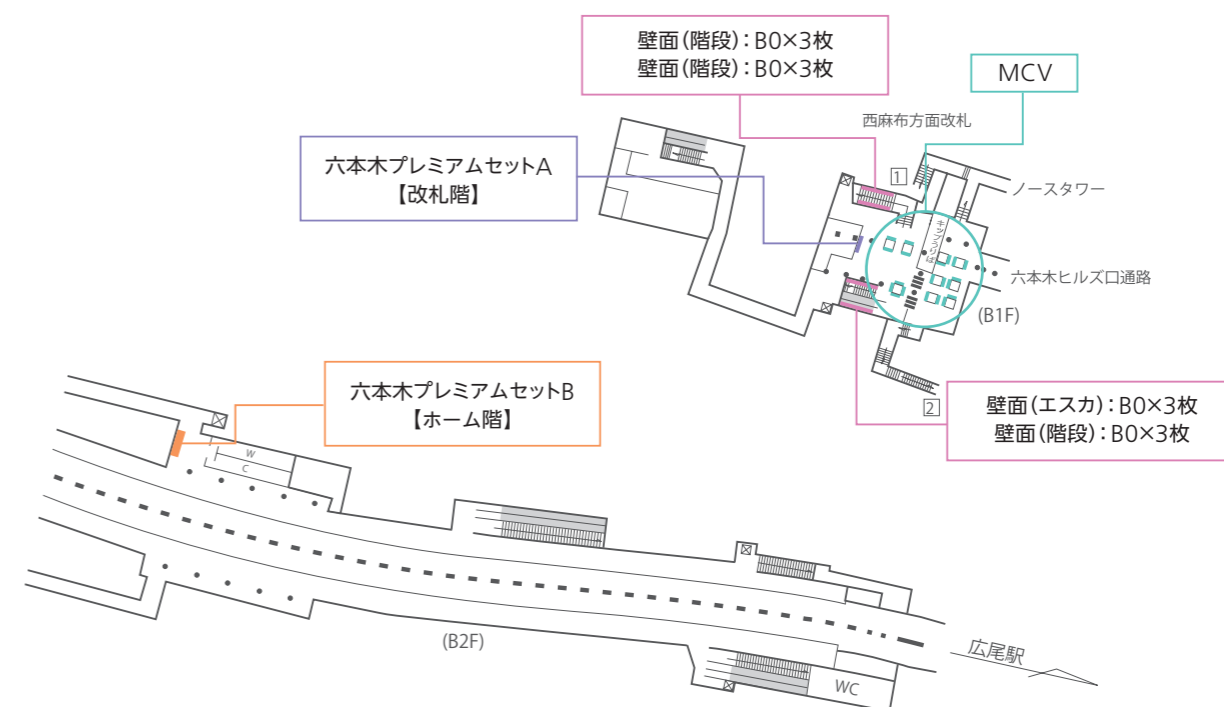 壁面(階段):B0×3枚
壁面(階段):B0×3枚
MCV
西麻布方面改札
六本木プレミアムセットA
【改札階】
1
ノースタワー
キップうりば
六本木ヒルズ口通路
(B1F)
六本木プレミアムセットB
【ホーム階】
2
壁面(エスカ):B0×3枚
壁面(階段):B0×3枚
W
C
(B2F)
広尾駅
WC